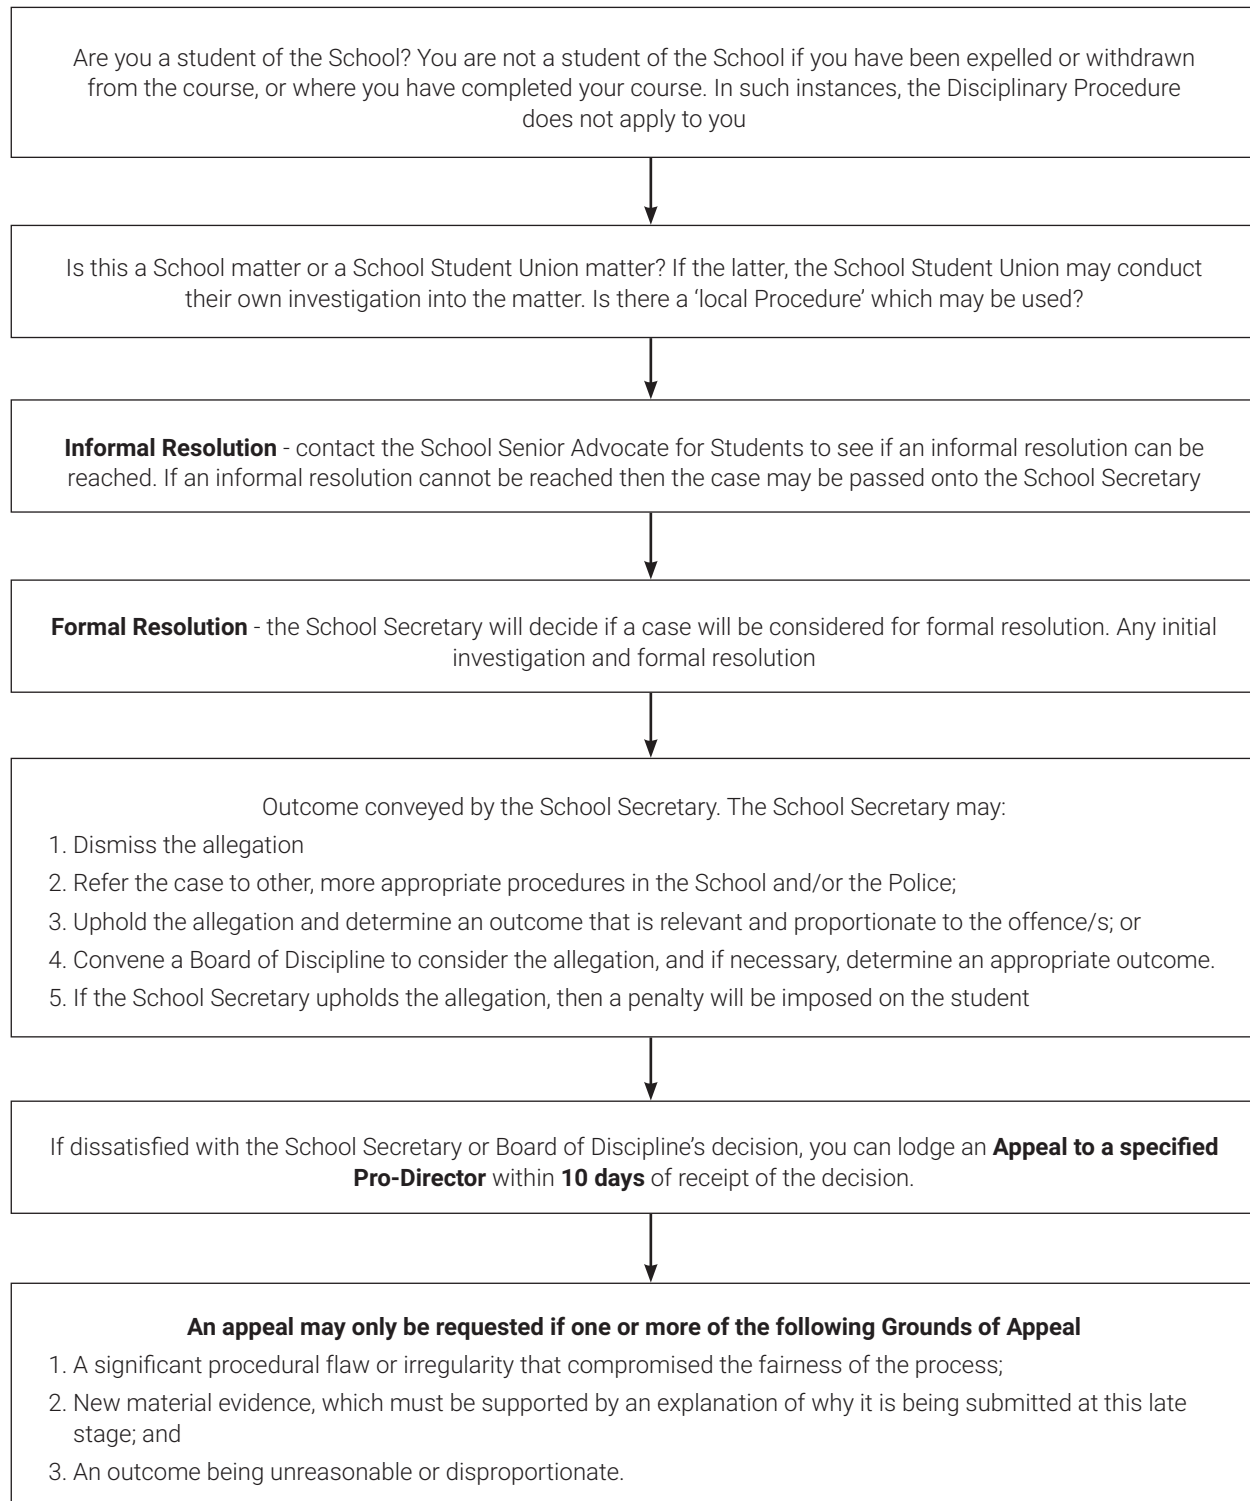 Are you a student of the School? You are not a student of the School if you have been expelled or withdrawn
from the course, or where you have completed your course. In such instances, the Disciplinary Procedure
does not apply to you
Is this a School matter or a School Student Union matter? If the latter, the School Student Union may conduct
their own investigation into the matter. Is there a ‘local Procedure’ which may be used?
Informal Resolution - contact the School Senior Advocate for Students to see if an informal resolution can be
reached. If an informal resolution cannot be reached then the case may be passed onto the School Secretary
Formal Resolution - the School Secretary will decide if a case will be considered for formal resolution. Any initial
investigation and formal resolution
Outcome conveyed by the School Secretary. The School Secretary may:
1. Dismiss the allegation
2. Refer the case to other, more appropriate procedures in the School and/or the Police;
3. Uphold the allegation and determine an outcome that is relevant and proportionate to the offence/s; or
4. Convene a Board of Discipline to consider the allegation, and if necessary, determine an appropriate outcome.
5. If the School Secretary upholds the allegation, then a penalty will be imposed on the student
If dissatisfied with the School Secretary or Board of Discipline’s decision, you can lodge an Appeal to a specified
Pro-Director within 10 days of receipt of the decision.
An appeal may only be requested if one or more of the following Grounds of Appeal
1. A significant procedural flaw or irregularity that compromised the fairness of the process;
2. New material evidence, which must be supported by an explanation of why it is being submitted at this late
stage; and
3. An outcome being unreasonable or disproportionate.